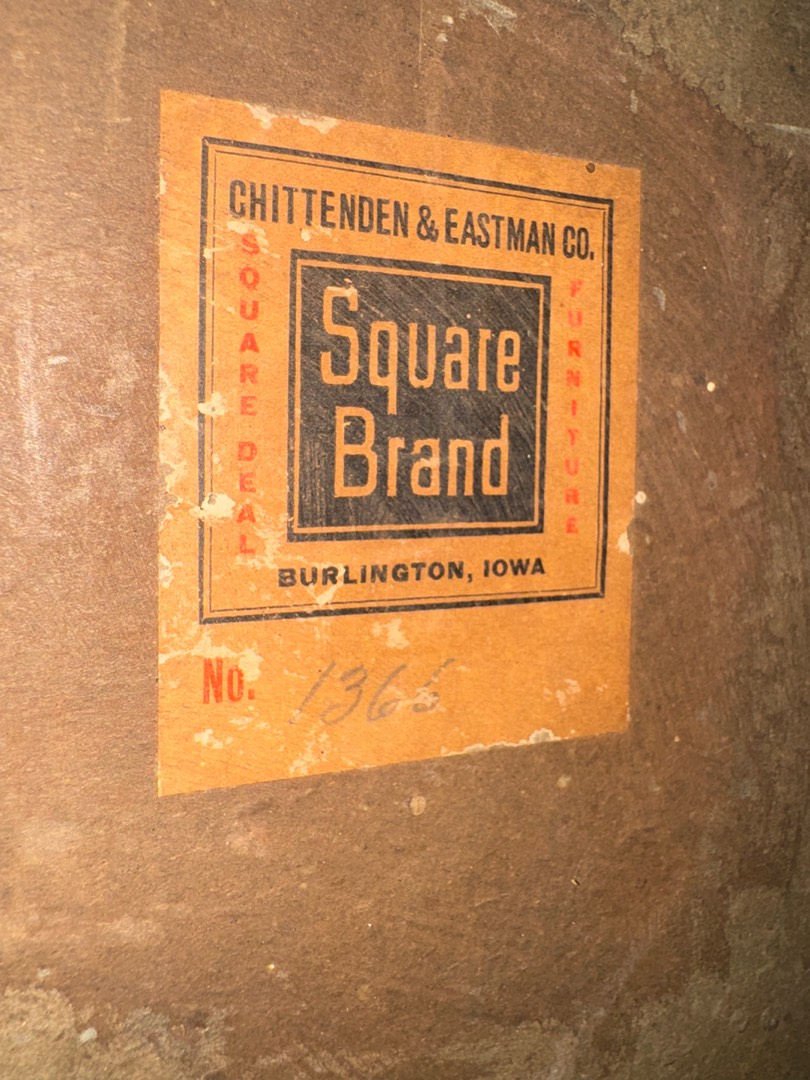 CHITTENDEN & EASTMAN CO.
SQUARE DEAL
Square
Brand
FURNITURE
BURLINGTON, IOWA
No.